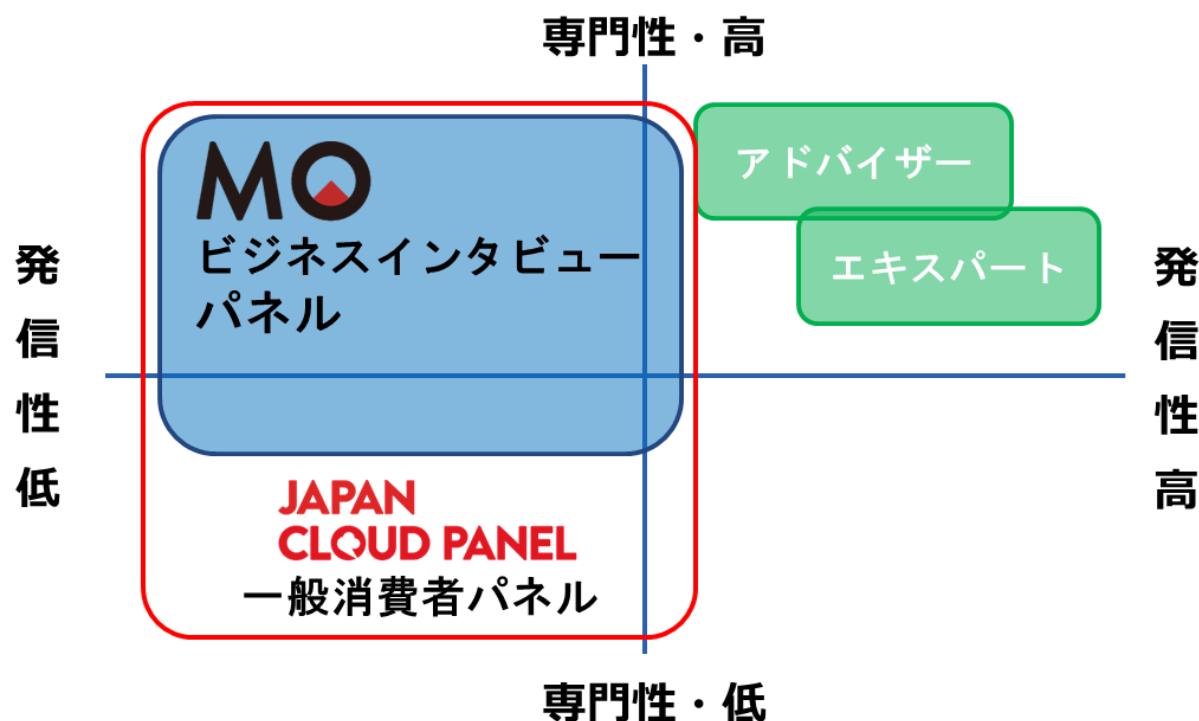 専門性・高
MO
ビジネスインタビュー
パネル
アドバイザー
エキスパート
発信性低
発信性高
JAPAN
CLOUD PANEL
一般消費者パネル
専門性・低